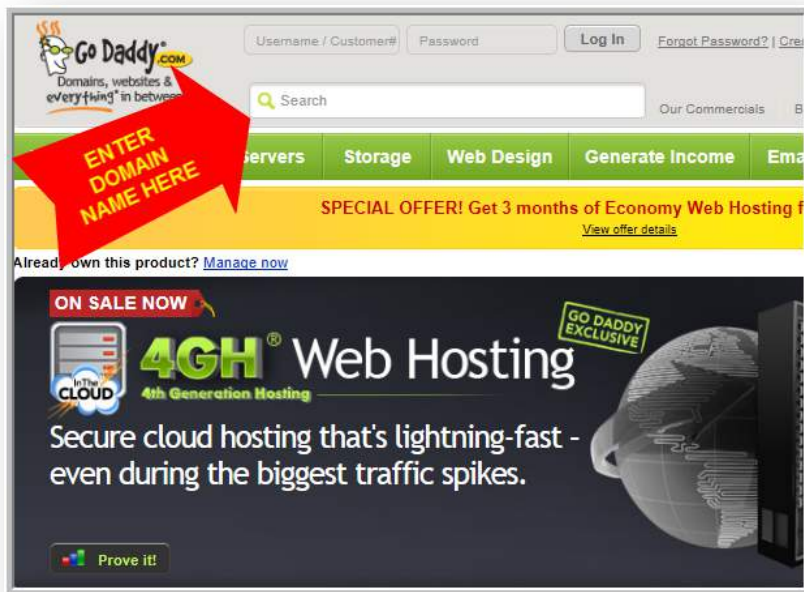 Go Daddy.COM
Domains, websites &
everything* in between
Username / Customer#
Password
Log In
Forgot Password? |
Search
Our Commercials
ENTER
DOMAIN
NAME HERE
Servers
Storage
Web Design
Generate Income
SPECIAL OFFER! Get 3 months of Economy Web Hosting
View offer details
Already own this product? Manage now
ON SALE NOW
GO DADDY
EXCLUSIVE
4GH® Web Hosting
In The
CLOUD
4th Generation Hosting
Secure cloud hosting that's lightning-fast -
even during the biggest traffic spikes.
Prove it!